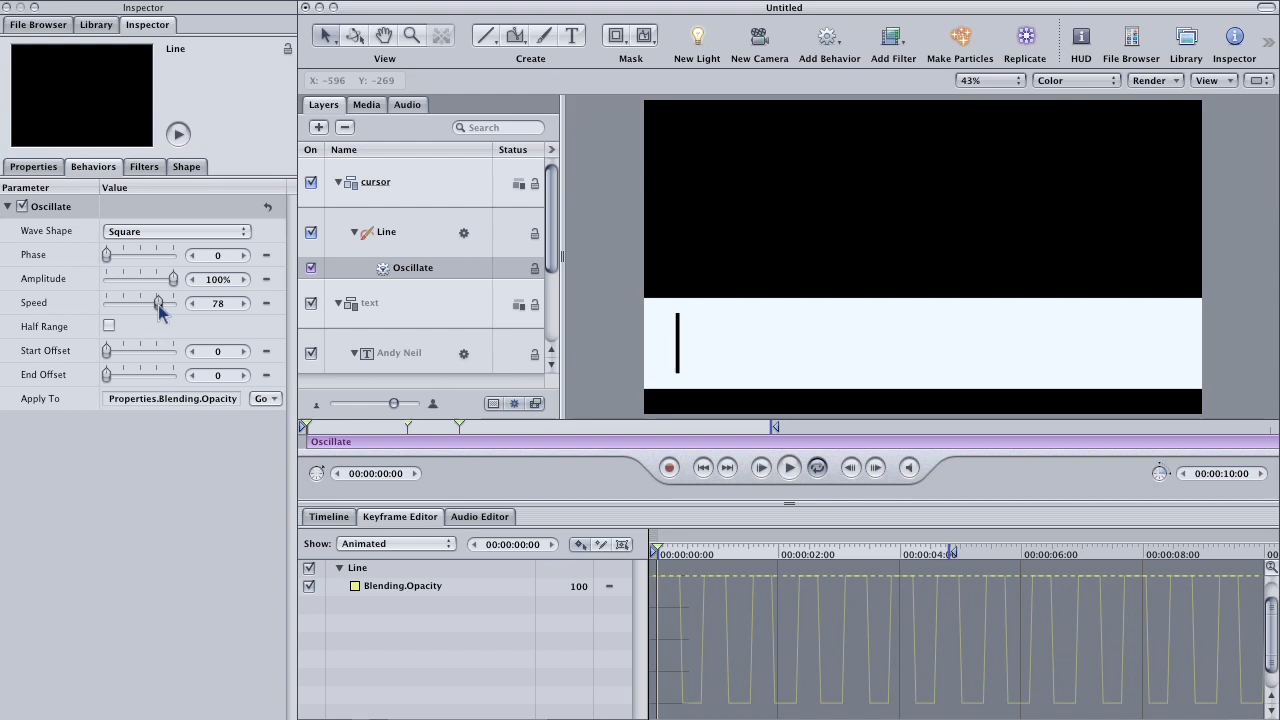 Inspector
Untitled
File Browser Library Inspector
Line
View Create Mask New Light New Camera Add Behavior Add Filter Make Particles Replicate HUD File Browser Library Inspector
X: -596 Y: -269
43% Color Render View
Layers Media Audio
Search
On Name Status
cursor
Line
Oscillate
text
Andy Neil
Properties Behaviors Filters Shape
Parameter Value
Oscillate
Wave Shape Square
Phase 0
Amplitude 100%
Speed 78
Half Range
Start Offset 0
End Offset 0
Apply To Properties.Blending.Opacity Go
Oscillate
00:00:00:00
00:00:10:00
Timeline Keyframe Editor Audio Editor
Show: Animated 00:00:00:00
00:00:00:00 00:00:02:00 00:00:06:00 00:00:08:00
Line
Blending.Opacity 100